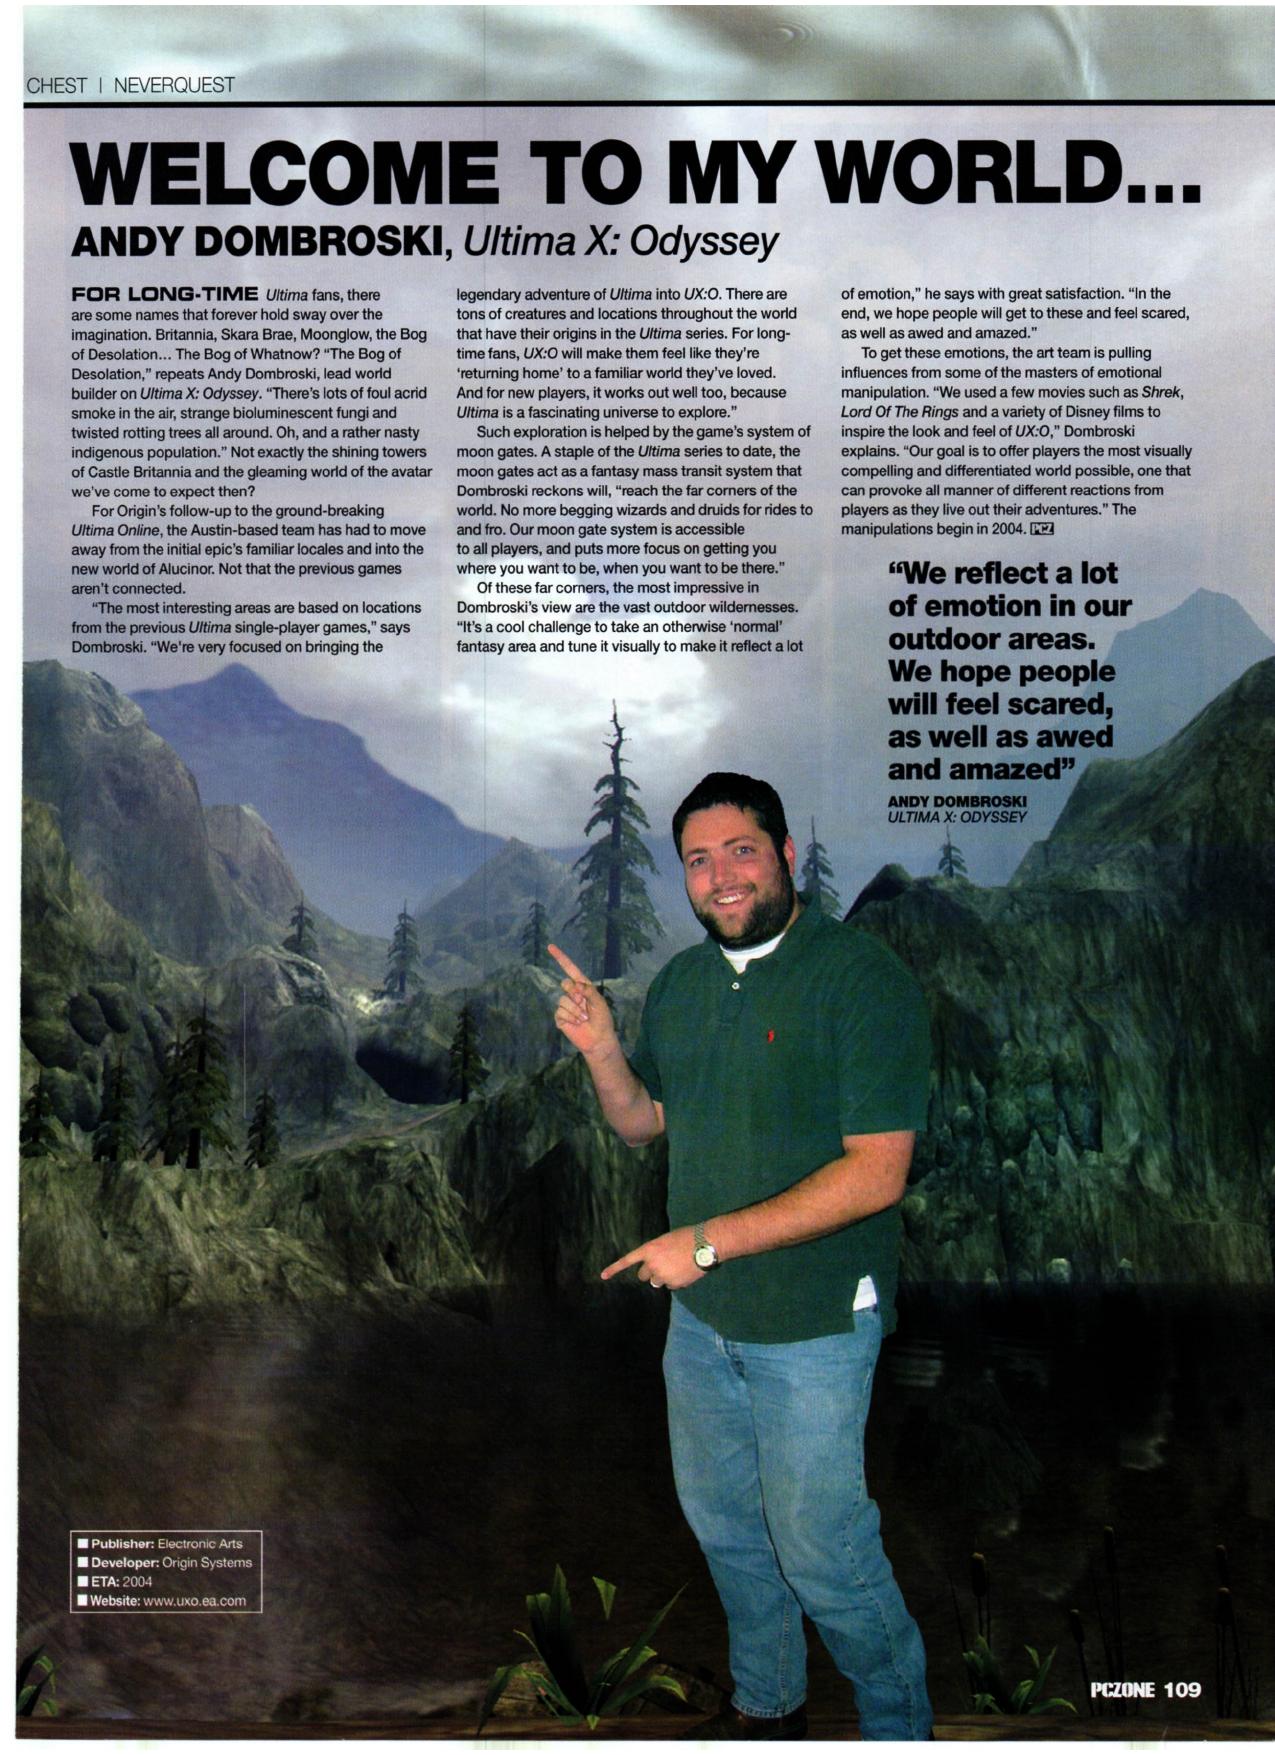 CHEST | NEVERQUEST
WELCOME TO MY WORLD...
ANDY DOMBROSKI, Ultima X: Odyssey
FOR LONG-TIME Ultima fans, there
are some names that forever hold sway over the
imagination. Britannia, Skara Brae, Moonglow, the Bog
of Desolation... The Bog of Whatnow? “The Bog of
Desolation,” repeats Andy Dombroski, lead world
builder on Ultima X: Odyssey. “There’s lots of foul acrid
smoke in the air, strange bioluminescent fungi and
twisted rotting trees all around. Oh, and a rather nasty
indigenous population.” Not exactly the shining towers
of Castle Britannia and the gleaming world of the avatar
we’ve come to expect then?
For Origin’s follow-up to the ground-breaking
Ultima Online, the Austin-based team has had to move
away from the initial epic’s familiar locales and into the
new world of Alucinor. Not that the previous games
aren’t connected.
“The most interesting areas are based on locations
from the previous Ultima single-player games,” says
Dombroski. “We’re very focused on bringing the
legendary adventure of Ultima into UX:O. There are
tons of creatures and locations throughout the world
that have their origins in the Ultima series. For long-
time fans, UX:O will make them feel like they’re
‘returning home’ to a familiar world they’ve loved.
And for new players, it works out well too, because
Ultima is a fascinating universe to explore.”
Such exploration is helped by the game’s system of
moon gates. A staple of the Ultima series to date, the
moon gates act as a fantasy mass transit system that
Dombroski reckons will, “reach the far corners of the
world. No more begging wizards and druids for rides to
and fro. Our moon gate system is accessible
to all players, and puts more focus on getting you
where you want to be, when you want to be there.”
Of these far corners, the most impressive in
Dombroski’s view are the vast outdoor wildernesses.
“It’s a cool challenge to take an otherwise ‘normal’
fantasy area and tune it visually to make it reflect a lot
of emotion,” he says with great satisfaction. “In the
end, we hope people will get to these and feel scared,
as well as awed and amazed.”
To get these emotions, the art team is pulling
influences from some of the masters of emotional
manipulation. “We used a few movies such as Shrek,
Lord Of The Rings and a variety of Disney films to
inspire the look and feel of UX:O,” Dombroski
explains. “Our goal is to offer players the most visually
compelling and differentiated world possible, one that
can provoke all manner of different reactions from
players as they live out their adventures.” The
manipulations begin in 2004. PCZ
“We reflect a lot
of emotion in our
outdoor areas.
We hope people
will feel scared,
as well as awed
and amazed”
ANDY DOMBROSKI
ULTIMA X: ODYSSEY
■ Publisher: Electronic Arts
■ Developer: Origin Systems
■ ETA: 2004
■ Website: www.uxo.ea.com
PCZONE 109